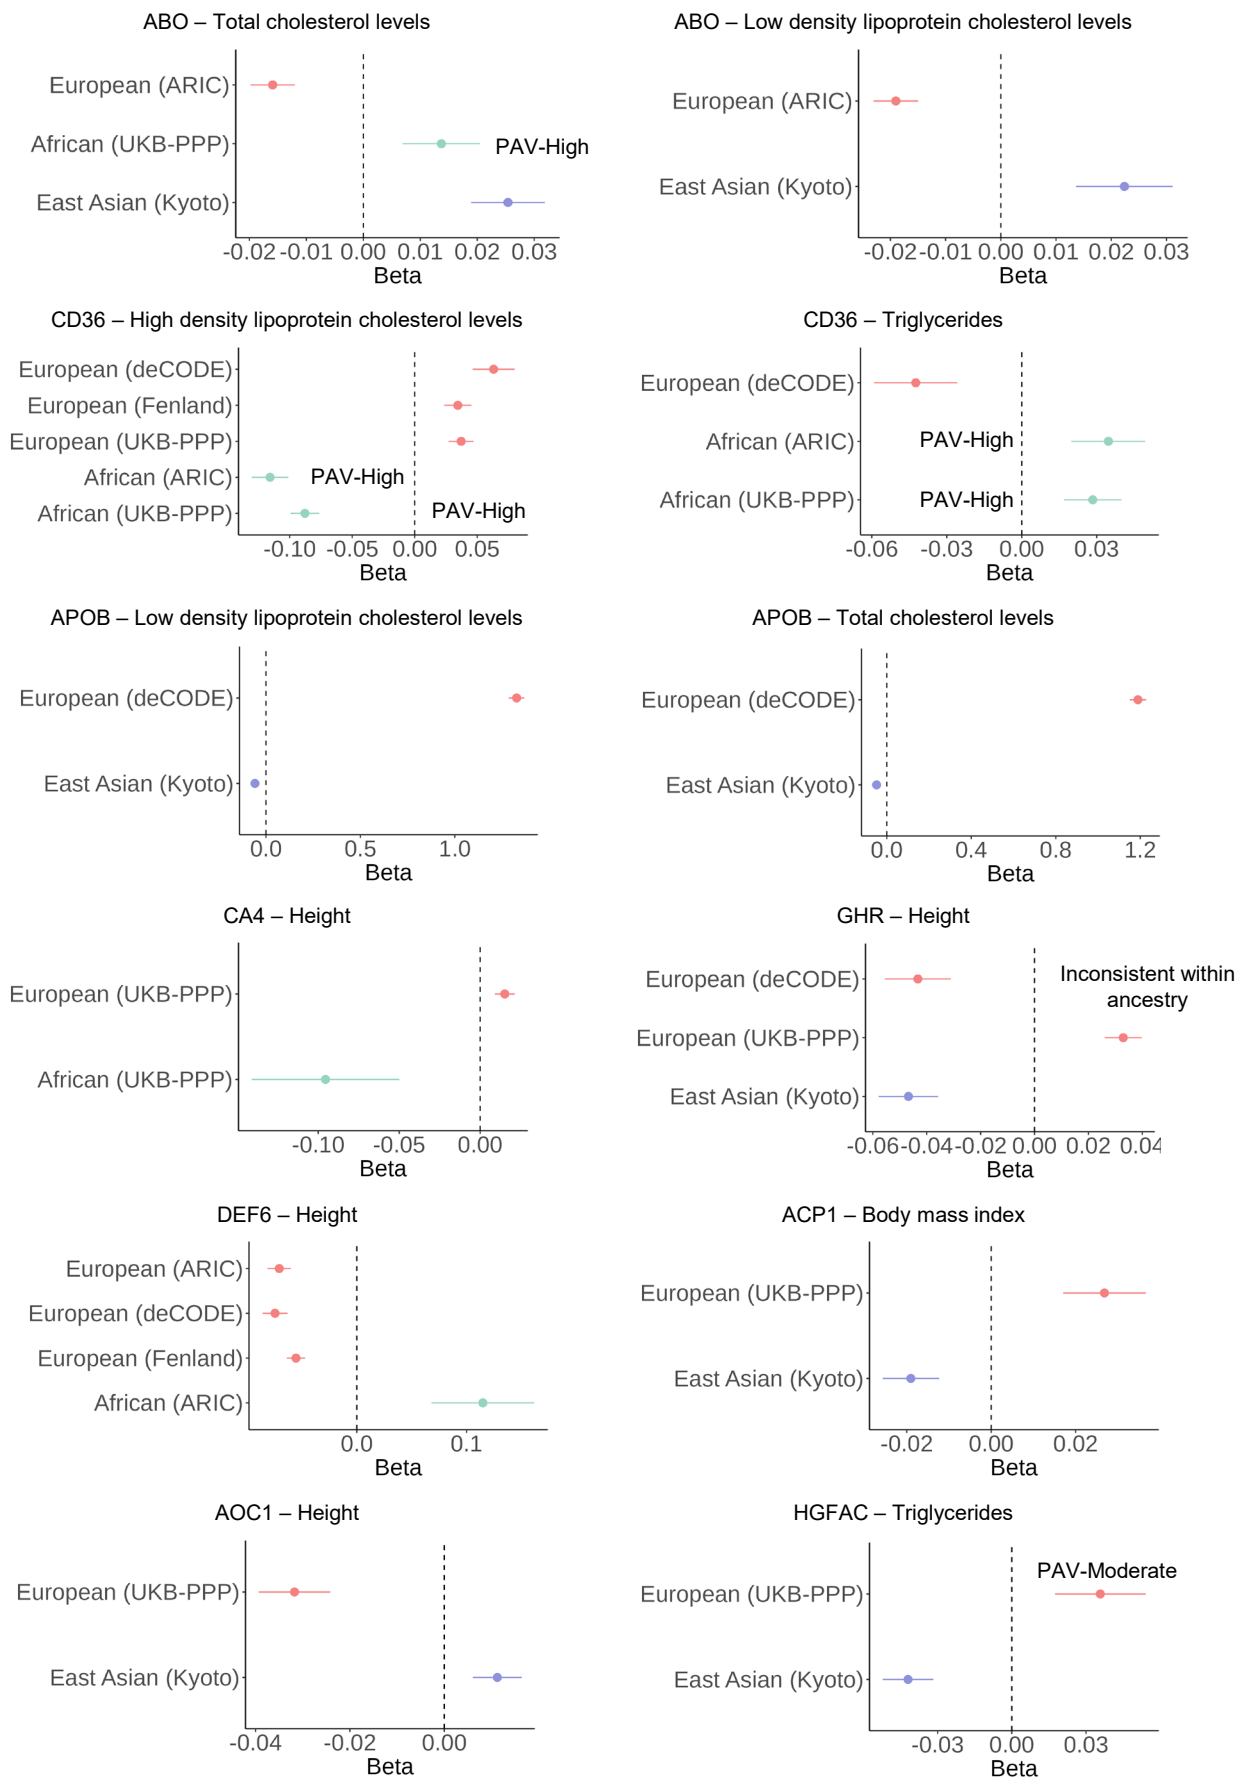 ABO – Total cholesterol levels
European (ARIC)
African (UKB-PPP)
PAV-High
East Asian (Kyoto)
-0.02 -0.01 0.00 0.01 0.02 0.03
Beta
ABO – Low density lipoprotein cholesterol levels
European (ARIC)
East Asian (Kyoto)
-0.02 -0.01 0.00 0.01 0.02 0.03
Beta
CD36 – High density lipoprotein cholesterol levels
European (deCODE)
European (Fenland)
European (UKB-PPP)
African (ARIC)
PAV-High
African (UKB-PPP)
PAV-High
-0.10 -0.05 0.00 0.05
Beta
CD36 – Triglycerides
European (deCODE)
African (ARIC)
PAV-High
African (UKB-PPP)
PAV-High
-0.06 -0.03 0.00 0.03
Beta
APOB – Low density lipoprotein cholesterol levels
European (deCODE)
East Asian (Kyoto)
0.0 0.5 1.0
Beta
APOB – Total cholesterol levels
European (deCODE)
East Asian (Kyoto)
0.0 0.4 0.8 1.2
Beta
CA4 – Height
European (UKB-PPP)
African (UKB-PPP)
-0.10 -0.05 0.00
Beta
GHR – Height
European (deCODE)
Inconsistent within
ancestry
European (UKB-PPP)
East Asian (Kyoto)
-0.06 -0.04 -0.02 0.00 0.02 0.04
Beta
DEF6 – Height
European (ARIC)
European (deCODE)
European (Fenland)
African (ARIC)
0.0 0.1
Beta
ACP1 – Body mass index
European (UKB-PPP)
East Asian (Kyoto)
-0.02 0.00 0.02
Beta
AOC1 – Height
European (UKB-PPP)
East Asian (Kyoto)
-0.04 -0.02 0.00
Beta
HGFAC – Triglycerides
PAV-Moderate
European (UKB-PPP)
East Asian (Kyoto)
-0.03 0.00 0.03
Beta